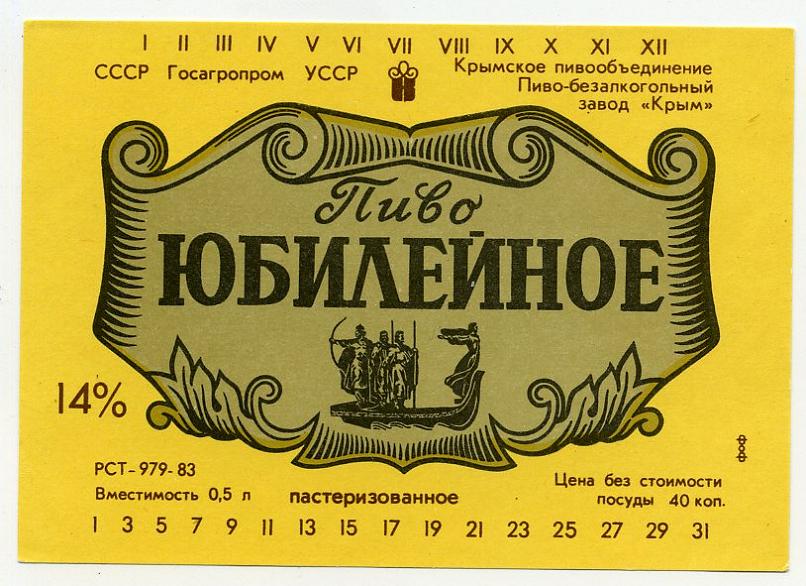 I II III IV V VI VII VIII IX X XI XII
СССР Госагропром УССР
Крымское пивообъединение
Пиво-безалкогольный
завод «Крым»
Пиво
ЮБИЛЕЙНОЕ
14%
РСТ-979-83
Вместимость 0,5 л
пастеризованное
Цена без стоимости
посуды 40 коп.
1 3 5 7 9 11 13 15 17 19 21 23 25 27 29 31